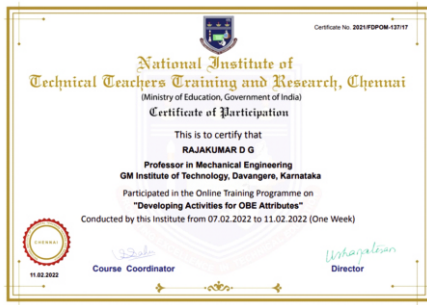 Certificate No. 2021/FDPOM-137/17
National Institute of
Technical Teachers Training and Research, Chennai
(Ministry of Education, Government of India)
Certificate of Participation
This is to certify that
RAJAKUMAR D G
Professor in Mechanical Engineering
GM Institute of Technology, Davangere, Karnataka
Participated in the Online Training Programme on
"Developing Activities for OBE Attributes"
Conducted by this Institute from 07.02.2022 to 11.02.2022 (One Week)
CHENNAI
11.02.2022
Course Coordinator
Director